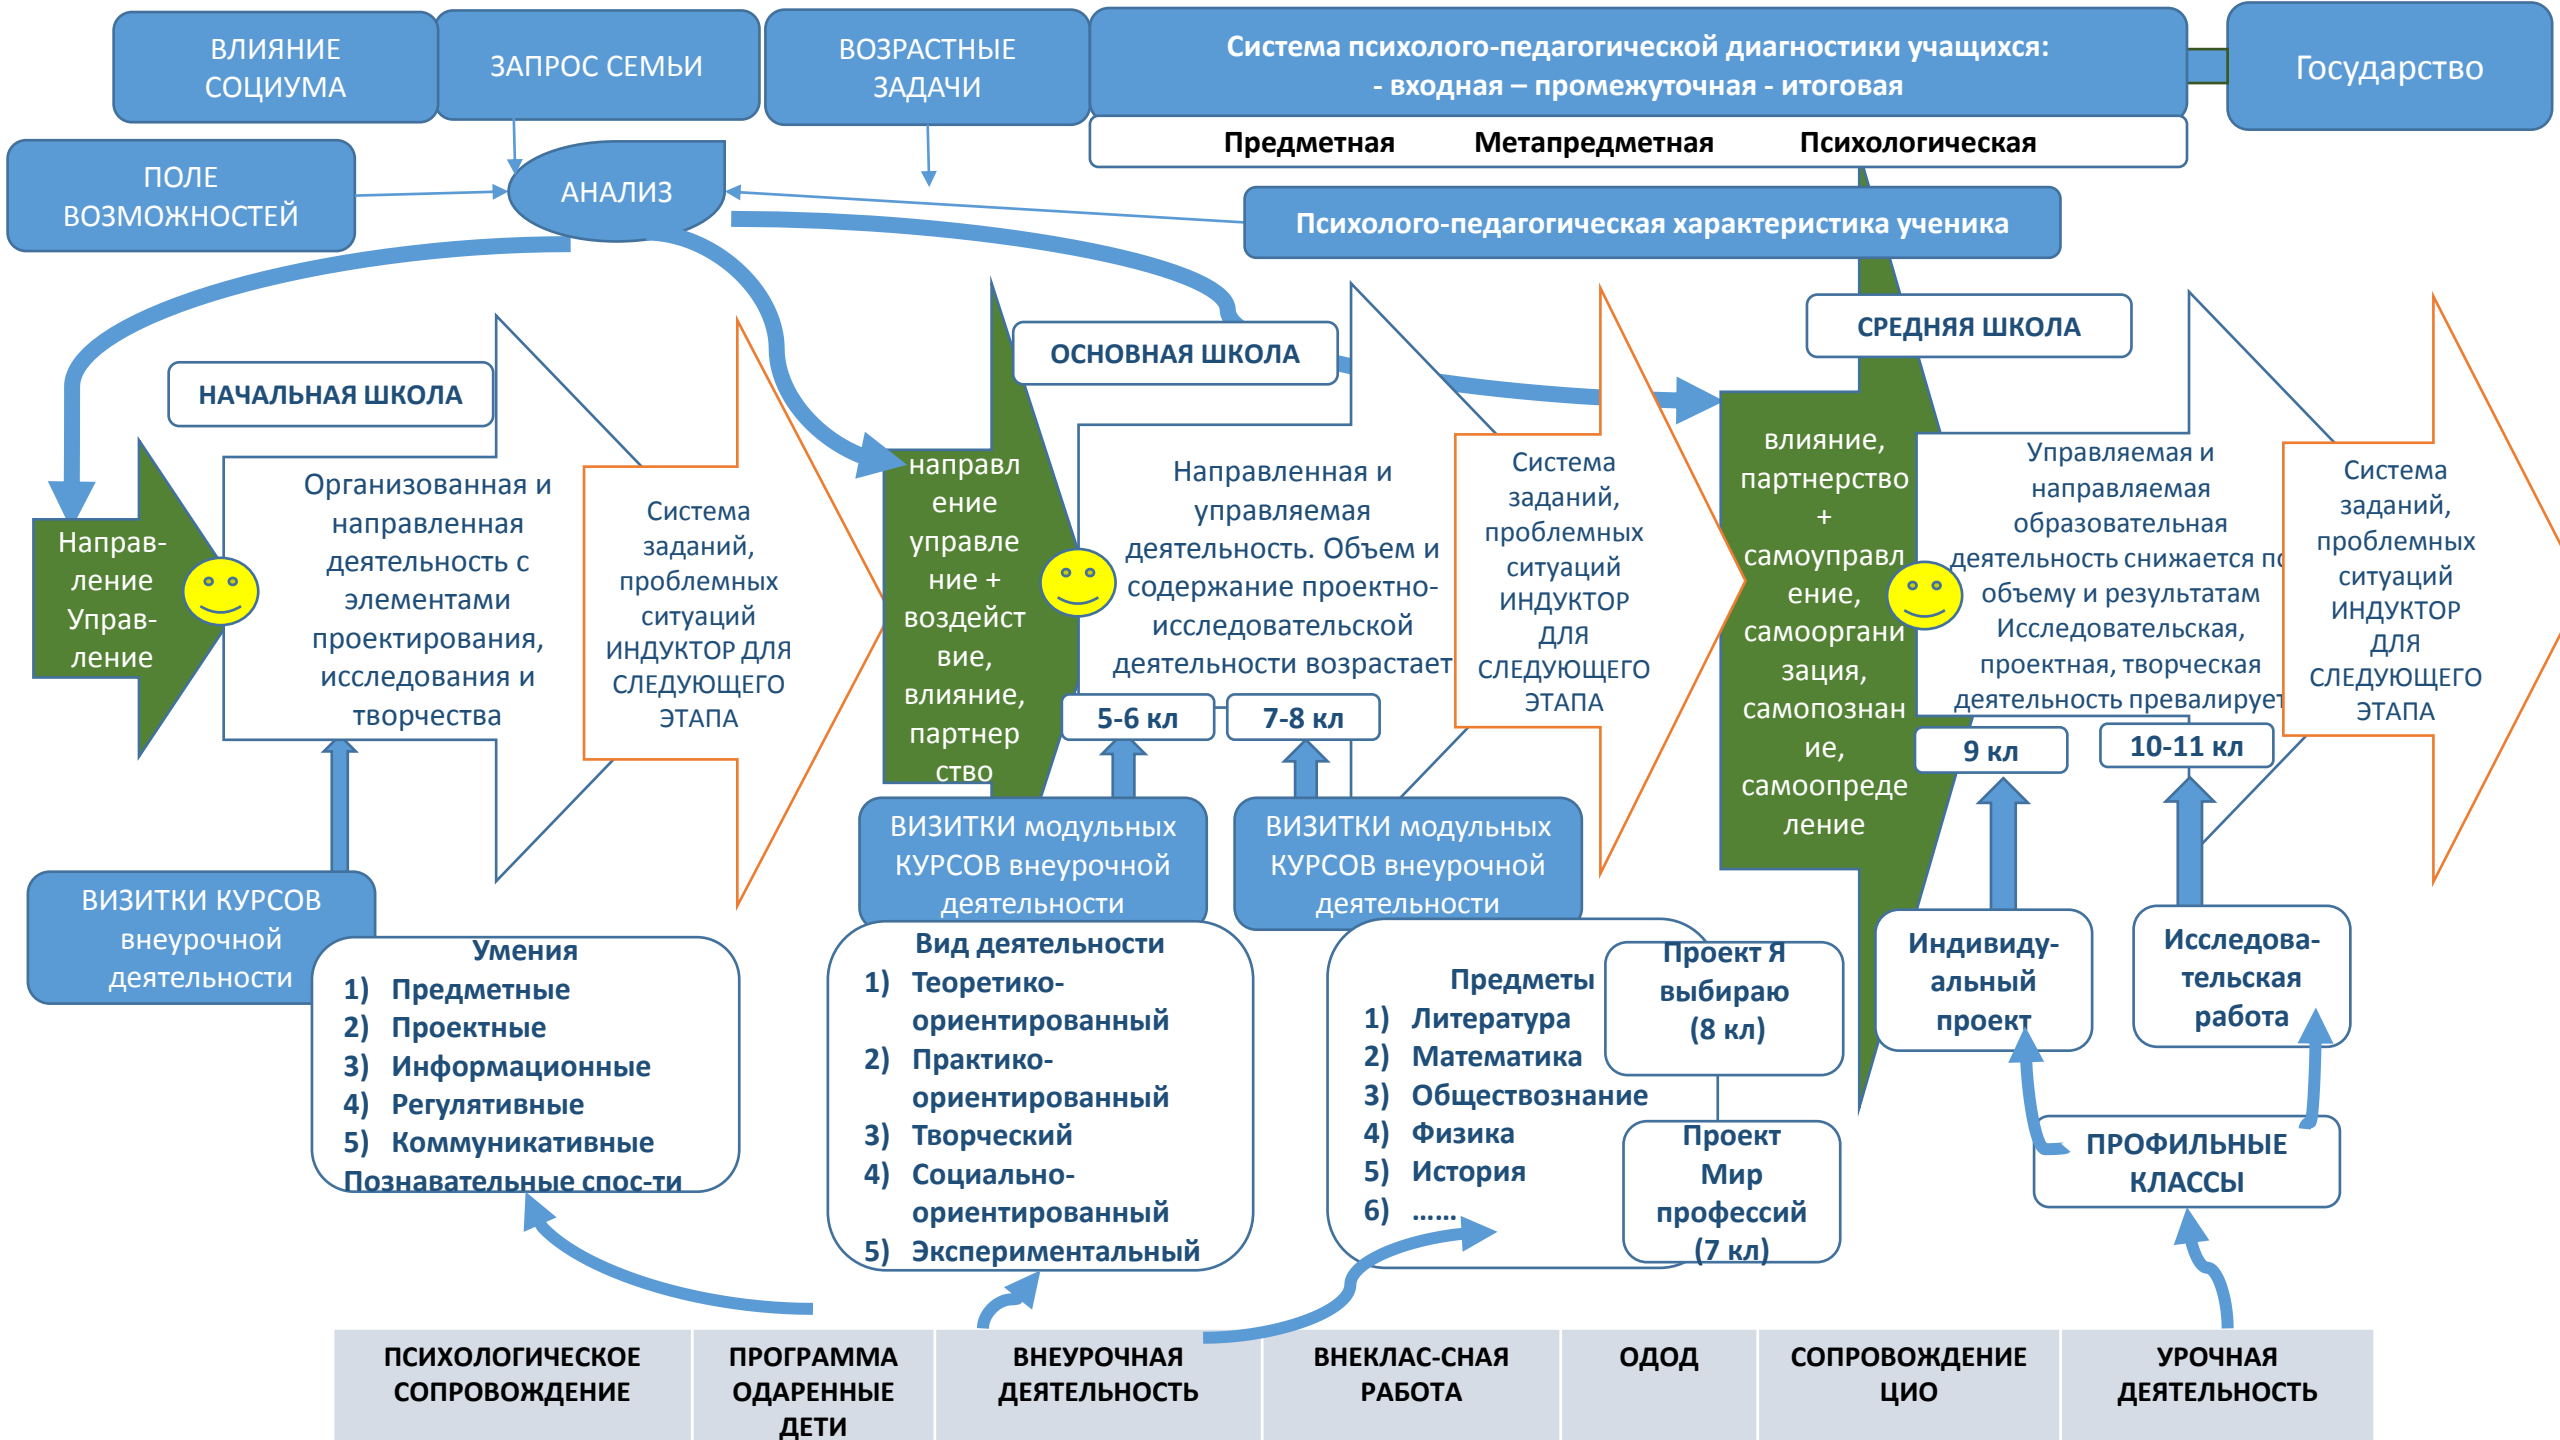 ВЛИЯНИЕ
СОЦИУМА
ЗАПРОС СЕМЬИ
ВОЗРАСТНЫЕ
ЗАДАЧИ
Система психолого-педагогической диагностики учащихся:
- входная – промежуточная - итоговая
Государство
Предметная Метапредметная Психологическая
ПОЛЕ
ВОЗМОЖНОСТЕЙ
АНАЛИЗ
Психолого-педагогическая характеристика ученика
НАЧАЛЬНАЯ ШКОЛА
ОСНОВНАЯ ШКОЛА
СРЕДНЯЯ ШКОЛА
Направ-
ление
Управ-
ление
Организованная и
направленная
деятельность с
элементами
проектирования,
исследования и
творчества
Система
заданий,
проблемных
ситуаций
ИНДУКТОР ДЛЯ
СЛЕДУЮЩЕГО
ЭТАПА
направл
ение
управле
ние +
воздейст
вие,
влияние,
партнер
ство
Направленная и
управляемая
деятельность. Объем и
содержание проектно-
исследовательской
деятельности возрастает
5-6 кл
7-8 кл
Система
заданий,
проблемных
ситуаций
ИНДУКТОР
ДЛЯ
СЛЕДУЮЩЕГО
ЭТАПА
влияние,
партнерство
+
самоуправл
ение,
самооргани
зация,
самопознан
ие,
самоопреде
ление
Управляемая и
направляемая
образовательная
деятельность снижается по
объему и результатам
Исследовательская,
проектная, творческая
деятельность превалирует
9 кл
10-11 кл
Система
заданий,
проблемных
ситуаций
ИНДУКТОР
ДЛЯ
СЛЕДУЮЩЕГО
ЭТАПА
ВИЗИТКИ КУРСОВ
внеурочной
деятельности
ВИЗИТКИ модульных
КУРСОВ внеурочной
деятельности
ВИЗИТКИ модульных
КУРСОВ внеурочной
деятельности
Умения
1) Предметные
2) Проектные
3) Информационные
4) Регулятивные
5) Коммуникативные
Познавательные спос-ти
Вид деятельности
1) Теоретико-
ориентированный
2) Практико-
ориентированный
3) Творческий
4) Социально-
ориентированный
5) Экспериментальный
Предметы
1) Литература
2) Математика
3) Обществознание
4) Физика
5) История
6) ......
Проект Я
выбираю
(8 кл)
Проект
Мир
профессий
(7 кл)
Индивиду-
альный
проект
Исследова-
тельская
работа
ПРОФИЛЬНЫЕ
КЛАССЫ
ПСИХОЛОГИЧЕСКОЕ
СОПРОВОЖДЕНИЕ
ПРОГРАММА
ОДАРЕННЫЕ
ДЕТИ
ВНЕУРОЧНАЯ
ДЕЯТЕЛЬНОСТЬ
ВНЕКЛАС-СНАЯ
РАБОТА
ОДОД
СОПРОВОЖДЕНИЕ
ЦИО
УРОЧНАЯ
ДЕЯТЕЛЬНОСТЬ